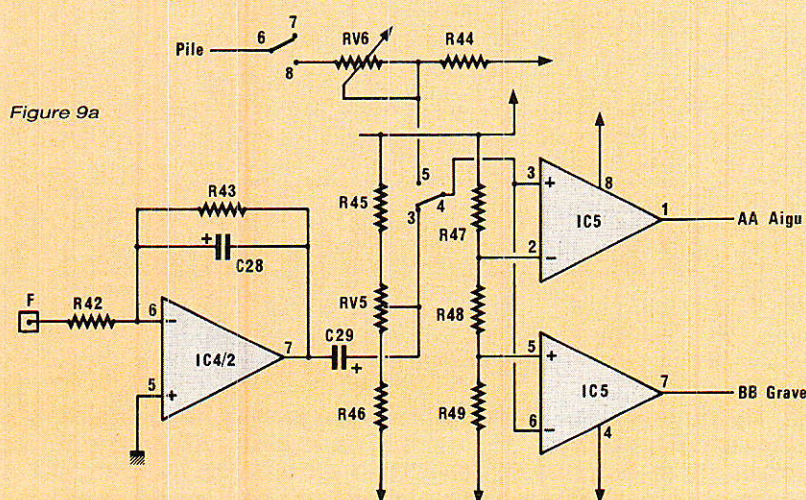 7
Pile
6
RV6
R44
8
Figure 9a
5
8
R43
R45
3
+
1
4
IC5
AA Aigu
3
R47
2
-
+
C28
F
R42
6
-
RV5
R48
C29
IC4/2
7
5
+
7
+
IC5
BB Grave
5
+
R46
R49
6
-
4